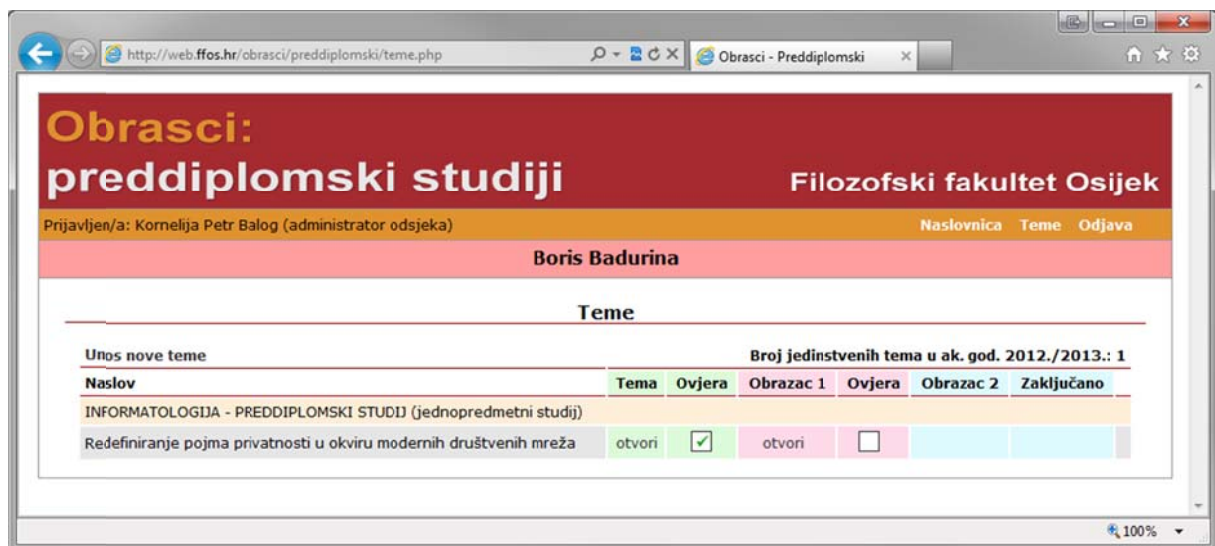 http://web.ffos.hr/obrasci/preddiplomski/teme.php
Obrasci - Preddiplomski
Obrasci:
preddiplomski studiji
Filozofski fakultet Osijek
Prijavljen/a: Kornelija Petr Balog (administrator odsjeka)
Naslovnica Teme Odjava
Boris Badurina
Teme
Unos nove teme Broj jedinstvenih tema u ak. god. 2012./2013.: 1
Naslov Tema Ovjera Obrazac 1 Ovjera Obrazac 2 Zaključano
INFORMATOLOGIJA - PREDDIPLOMSKI STUDIJ (jednopredmetni studij)
Redefiniranje pojma privatnosti u okviru modernih društvenih mreža otvori otvori
100%